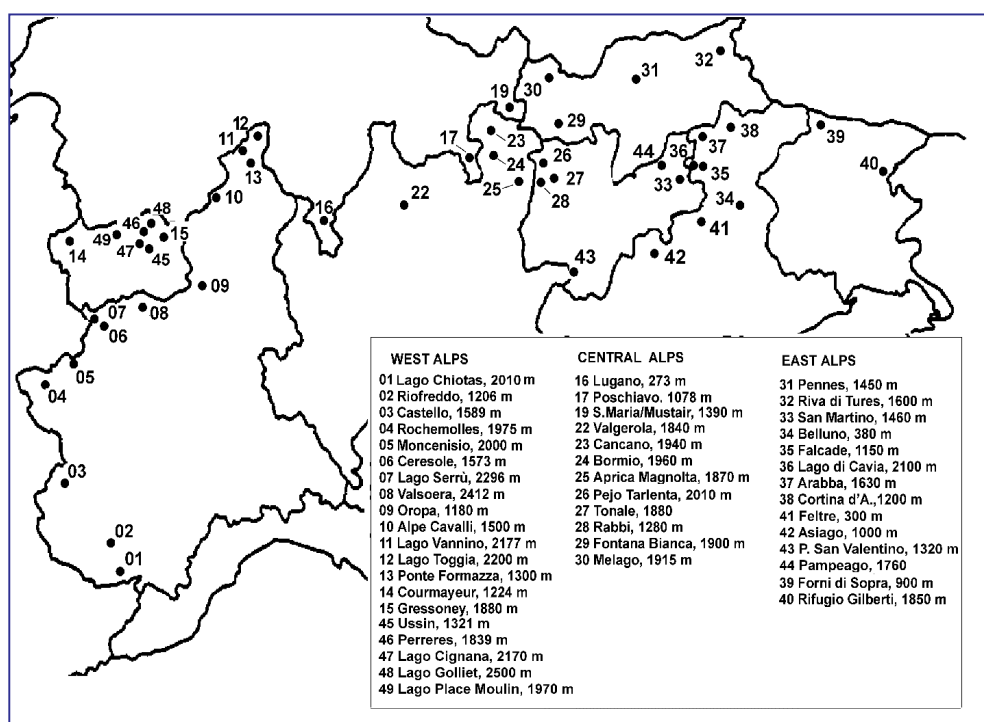 32
31
30
19
29
23
38
39
12
17
37
11
24
26
44
36
13
35
40
27
25
33
22
28
34
10
48
16
46
15
41
49
14
47
45
42
43
09
07
08
06
05
04
03
02
01
WEST ALPS
01 Lago Chiotas, 2010 m
02 Riofreddo, 1206 m
03 Castello, 1589 m
04 Rochemolles, 1975 m
05 Moncenisio, 2000 m
06 Ceresole, 1573 m
07 Lago Serrù, 2296 m
08 Valsoera, 2412 m
09 Oropa, 1180 m
10 Alpe Cavalli, 1500 m
11 Lago Vannino, 2177 m
12 Lago Toggia, 2200 m
13 Ponte Formazza, 1300 m
14 Courmayeur, 1224 m
15 Gressoney, 1880 m
45 Ussin, 1321 m
46 Perreres, 1839 m
47 Lago Cignana, 2170 m
48 Lago Golliet, 2500 m
49 Lago Place Moulin, 1970 m
CENTRAL ALPS
16 Lugano, 273 m
17 Poschiavo. 1078 m
19 S.Maria/Mustair, 1390 m
22 Valgerola, 1840 m
23 Cancano, 1940 m
24 Bormio, 1960 m
25 Aprica Magnolta, 1870 m
26 Pejo Tarlenta, 2010 m
27 Tonale, 1880
28 Rabbi, 1280 m
29 Fontana Bianca, 1900 m
30 Melago, 1915 m
EAST ALPS
31 Pennes, 1450 m
32 Riva di Tures, 1600 m
33 San Martino, 1460 m
34 Belluno, 380 m
35 Falcade, 1150 m
36 Lago di Cavia, 2100 m
37 Arabba, 1630 m
38 Cortina d'A.,1200 m
41 Feltre, 300 m
42 Asiago, 1000 m
43 P. San Valentino, 1320 m
44 Pampeago, 1760
39 Forni di Sopra, 900 m
40 Rifugio Gilberti, 1850 m